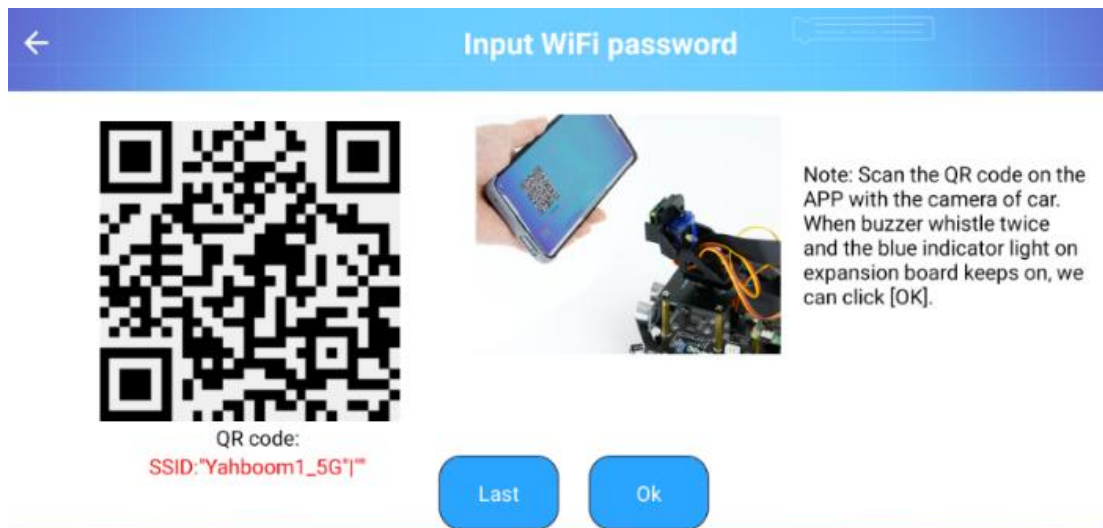 Input WiFi password
Note: Scan the QR code on the
APP with the camera of car.
When buzzer whistle twice
and the blue indicator light on
expansion board keeps on, we
can click [OK].
QR code:
SSID:"Yahboom1_5G"|""
Last
Ok